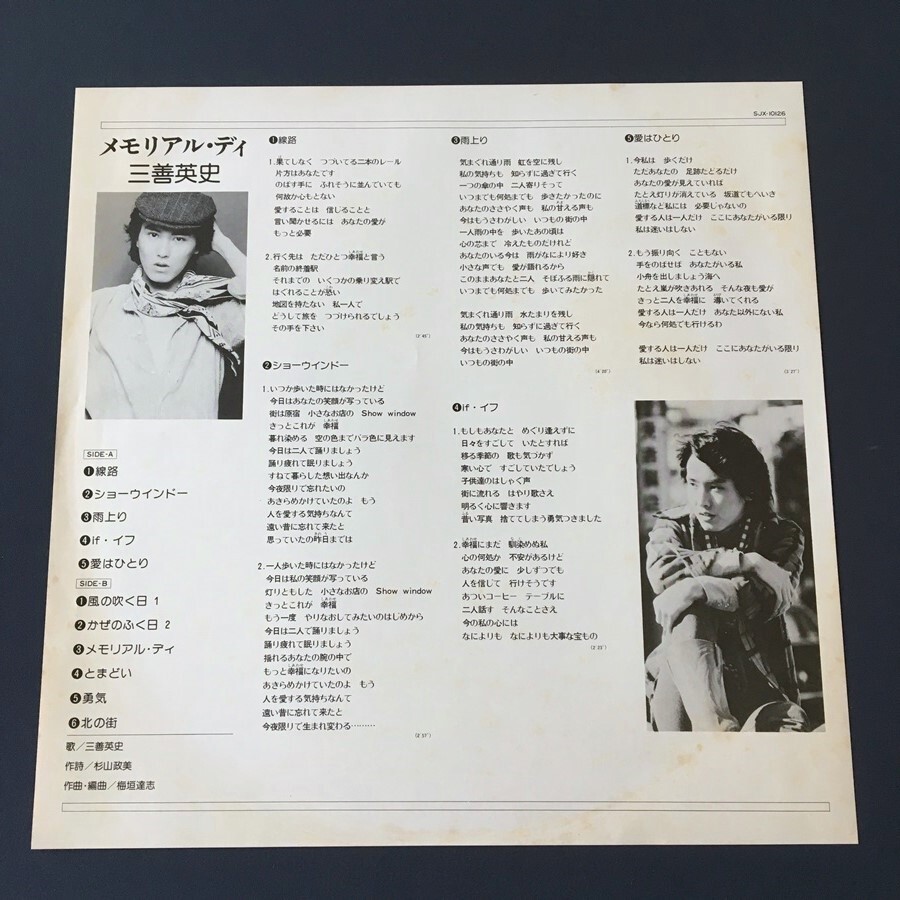 SJX-10126
メモリアル・ディ
三善英史
SIDE-A
❶線路
❷ショーウインドー
❸雨上り
❹if・イフ
❺愛はひとり
SIDE-B
❶風の吹く日 1
❷かぜのふく日 2
❸メモリアル・ディ
❹とまどい
❺勇気
❻北の街
歌／三善英史
作詩／杉山政美
作曲・編曲／梅垣達志
❶線路
1.果てしなく つづいてる二本のレール
片方はあなたです
のばす手に ふれそうに並んでいても
何故か心もとない
愛することは 信じることと
言い聞かせるには あなたの愛が
もっと必要
2.行く先は ただひとつ幸福と言う
名前の終着駅
それまでの いくつかの乗り変え駅で
はぐれることが恐い
地図を持たない 私一人で
どうして旅を つづけられるでしょう
その手を下さい
❷ショーウインドー
1.いつか歩いた時にはなかったけど
今日はあなたの笑顔が写っている
街は原宿 小さなお店の Show window
きっとこれが 幸福
暮れ染める 空の色までバラ色に見えます
今日は二人で踊りましょう
踊り疲れて眠りましょう
すねて暮らした想い出なんか
今夜限りで忘れたいの
あきらめかけていたのよ もう
人を愛する気持ちなんて
遠い昔に忘れて来たと
思っていたの昨日までは
2.一人歩いた時にはなかったけど
今日は私の笑顔が写っている
灯りともした 小さなお店の Show window
きっとこれが 幸福
もう一度 やりなおしてみたいのはじめから
今日は二人で踊りましょう
踊り疲れて眠りましょう
揺れるあなたの腕の中で
もっと幸福になりたいの
あきらめかけていたのよ もう
人を愛する気持ちなんて
遠い昔に忘れて来たと
今夜限りで生まれ変わる………
❸雨上り
気まぐれ通り雨 虹を空に残し
私の気持ちも 知らずに過ぎて行く
一つの傘の中 二人寄りそって
いつまでも何処までも 歩きたかったのに
あなたのささやく声も 私の甘える声も
今はもうさわがしい いつもの街の中
一人雨の中を 歩いたあの頃は
心の芯まで 冷えたものだけれど
あなたのいる今は 雨がなにより好き
小さな声でも 愛が語れるから
このままあなたと二人 そぼふる雨に隠れて
いつまでも何処までも 歩いてみたかった
気まぐれ通り雨 水たまりを残し
私の気持ちも 知らずに過ぎて行く
あなたのささやく声も 私の甘える声も
今はもうさわがしい いつもの街の中
いつもの街の中
❹if・イフ
1.もしもあなたと めぐり逢えずに
日々をすごして いたとすれば
移る季節の 歌も気づかず
寒い心で すごしていたでしょう
子供達のはしゃぐ声
街に流れる はやり歌さえ
明るく心に響きます
昔い写真 捨ててしまう勇気つきました
2.幸福にまだ 馴染めぬ私
心の何処か 不安があるけど
あなたの愛に 少しずつでも
人を信じて 行けそうです
あついコーヒー テーブルに
二人話す そんなことさえ
今の私の心には
なによりも なによりも大事な宝もの
❺愛はひとり
1.今私は 歩くだけ
ただあなたの 足跡たどるだけ
あなたの愛が見えていれば
たとえ灯りが消えている 坂道でもへいき
道標など私には 必要じゃないの
愛する人は一人だけ ここにあなたがいる限り
私は迷いはしない
2.もう振り向く こともない
手をのばせば あなたがいる私
小舟を出しましょう海へ
たとえ嵐が吹きあれる そんな夜も愛が
きっと二人を幸福に 導いてくれる
愛する人は一人だけ あなた以外にない私
今なら何処でも行けるわ
愛する人は一人だけ ここにあなたがいる限り
私は迷いはしない